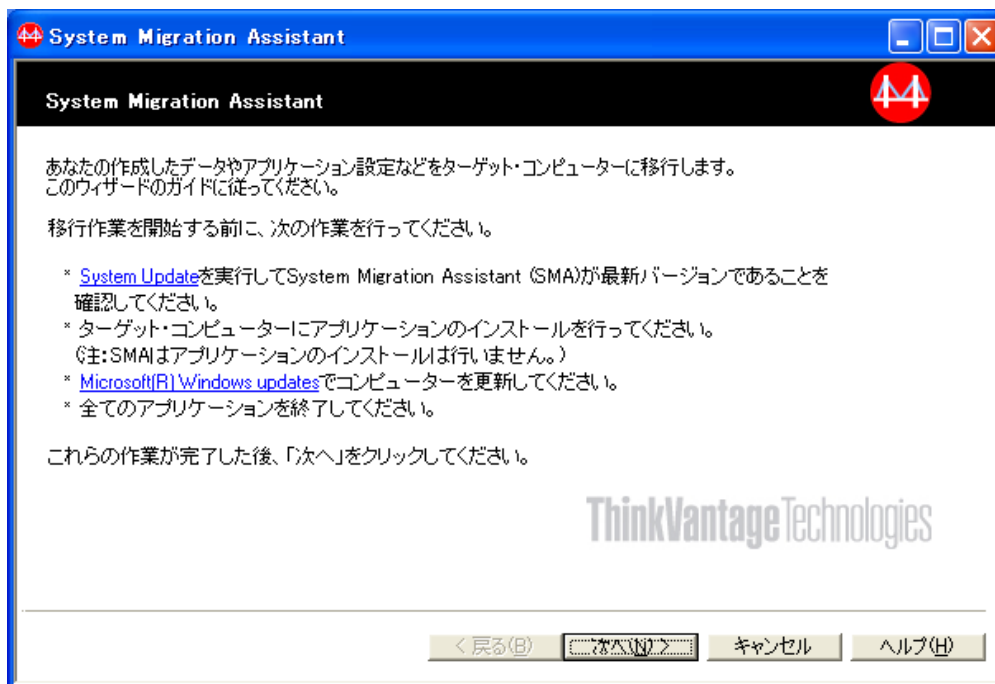 System Migration Assistant
System Migration Assistant
あなたの作成したデータやアプリケーション設定などをターゲット・コンピューターに移行します。
このウィザードのガイドに従ってください。
移行作業を開始する前に、次の作業を行ってください。
* System Updateを実行してSystem Migration Assistant (SMA)が最新バージョンであることを
確認してください。
* ターゲット・コンピューターにアプリケーションのインストールを行ってください。
(注:SMAはアプリケーションのインストールは行いません。)
* Microsoft(R) Windows updatesでコンピューターを更新してください。
* 全てのアプリケーションを終了してください。
これらの作業が完了した後、「次へ」をクリックしてください。
ThinkVantage Technologies
< 戻る(B) 次へ(N) > キャンセル ヘルプ(H)